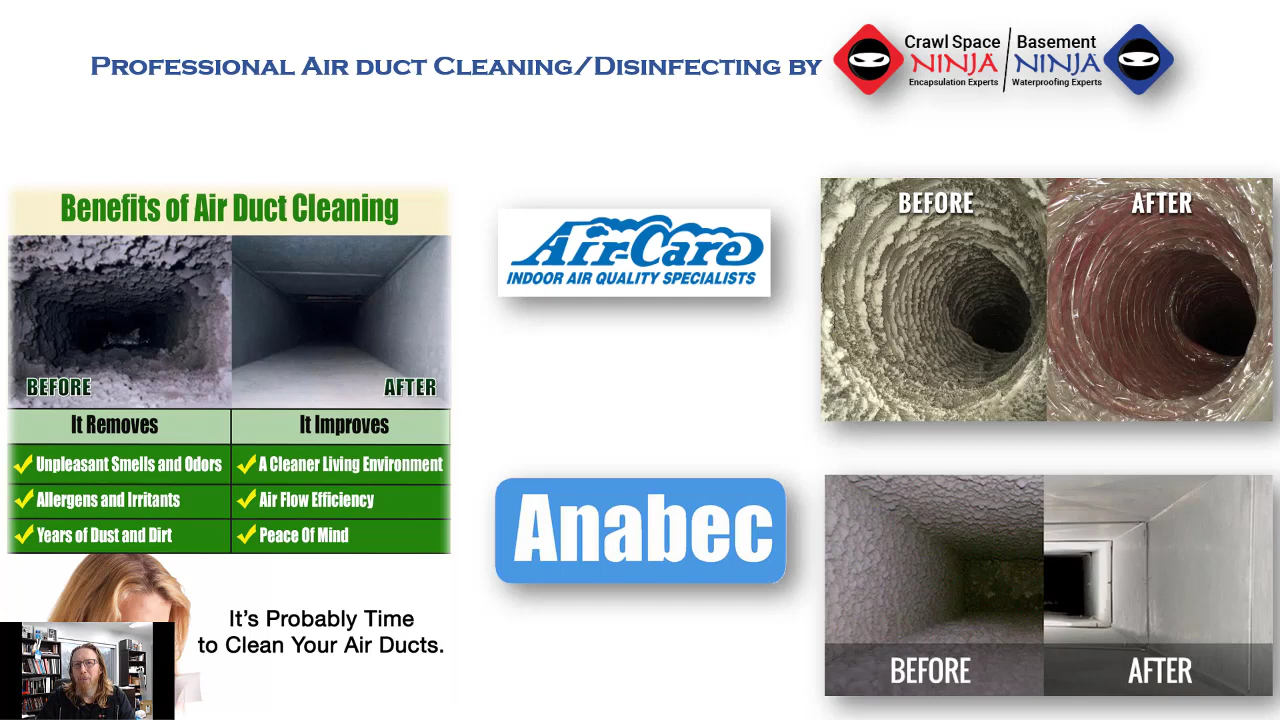 Professional Air duct Cleaning/Disinfecting by
Crawl Space
NINJA
Encapsulation Experts
Basement
NINJA
Waterproofing Experts
Benefits of Air Duct Cleaning
BEFORE
AFTER
It Removes
It Improves
Unpleasant Smells and Odors
A Cleaner Living Environment
Allergens and Irritants
Air Flow Efficiency
Years of Dust and Dirt
Peace Of Mind
It's Probably Time
to Clean Your Air Ducts.
Air-Care
INDOOR AIR QUALITY SPECIALISTS
Anabec
BEFORE
AFTER
BEFORE
AFTER